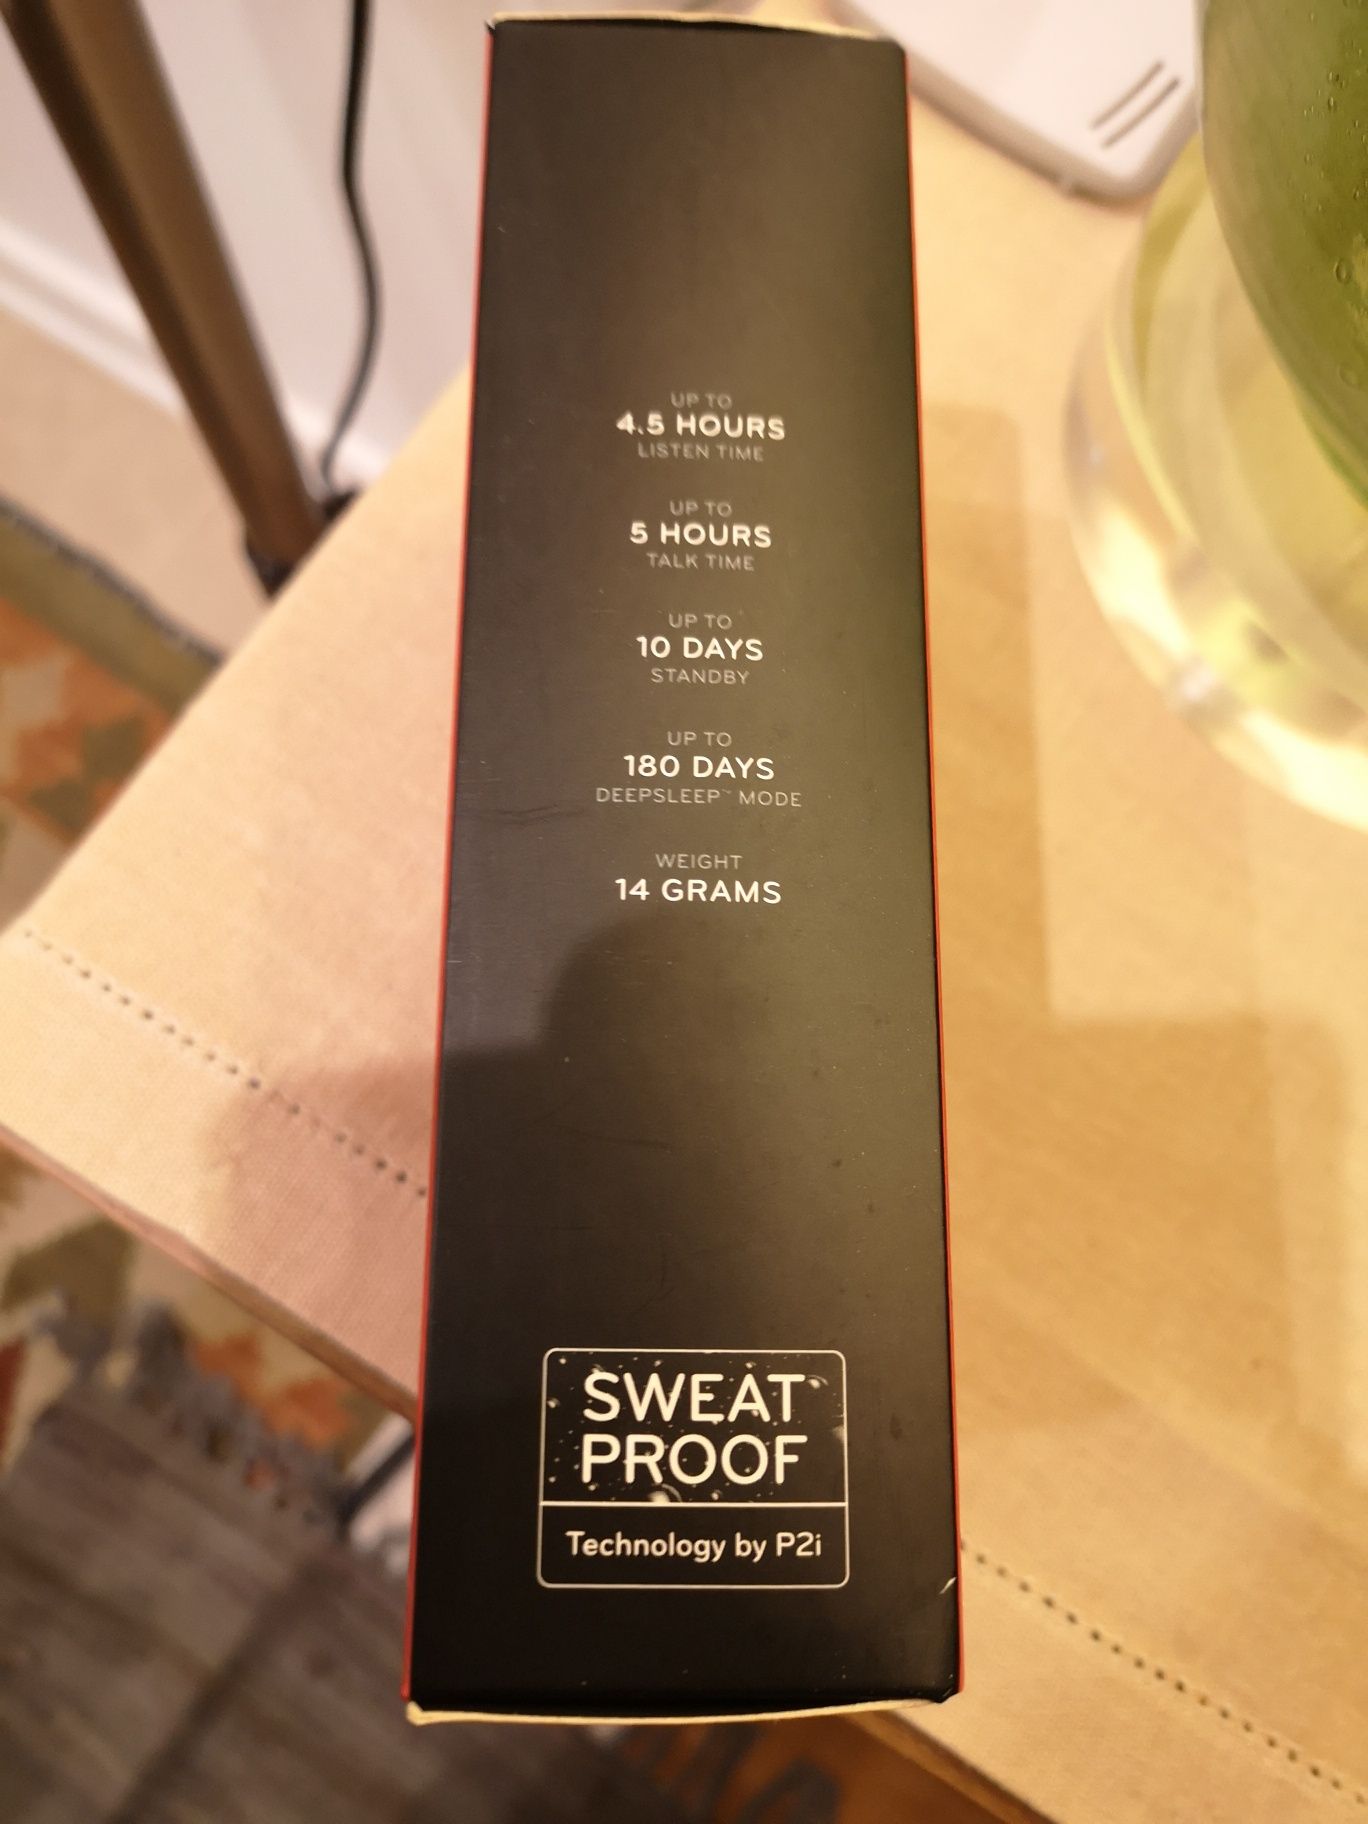 UP TO
4.5 HOURS
LISTEN TIME
UP TO
5 HOURS
TALK TIME
UP TO
10 DAYS
STANDBY
UP TO
180 DAYS
DEEPSLEEP™ MODE
WEIGHT
14 GRAMS
SWEAT
PROOF
Technology by P2i